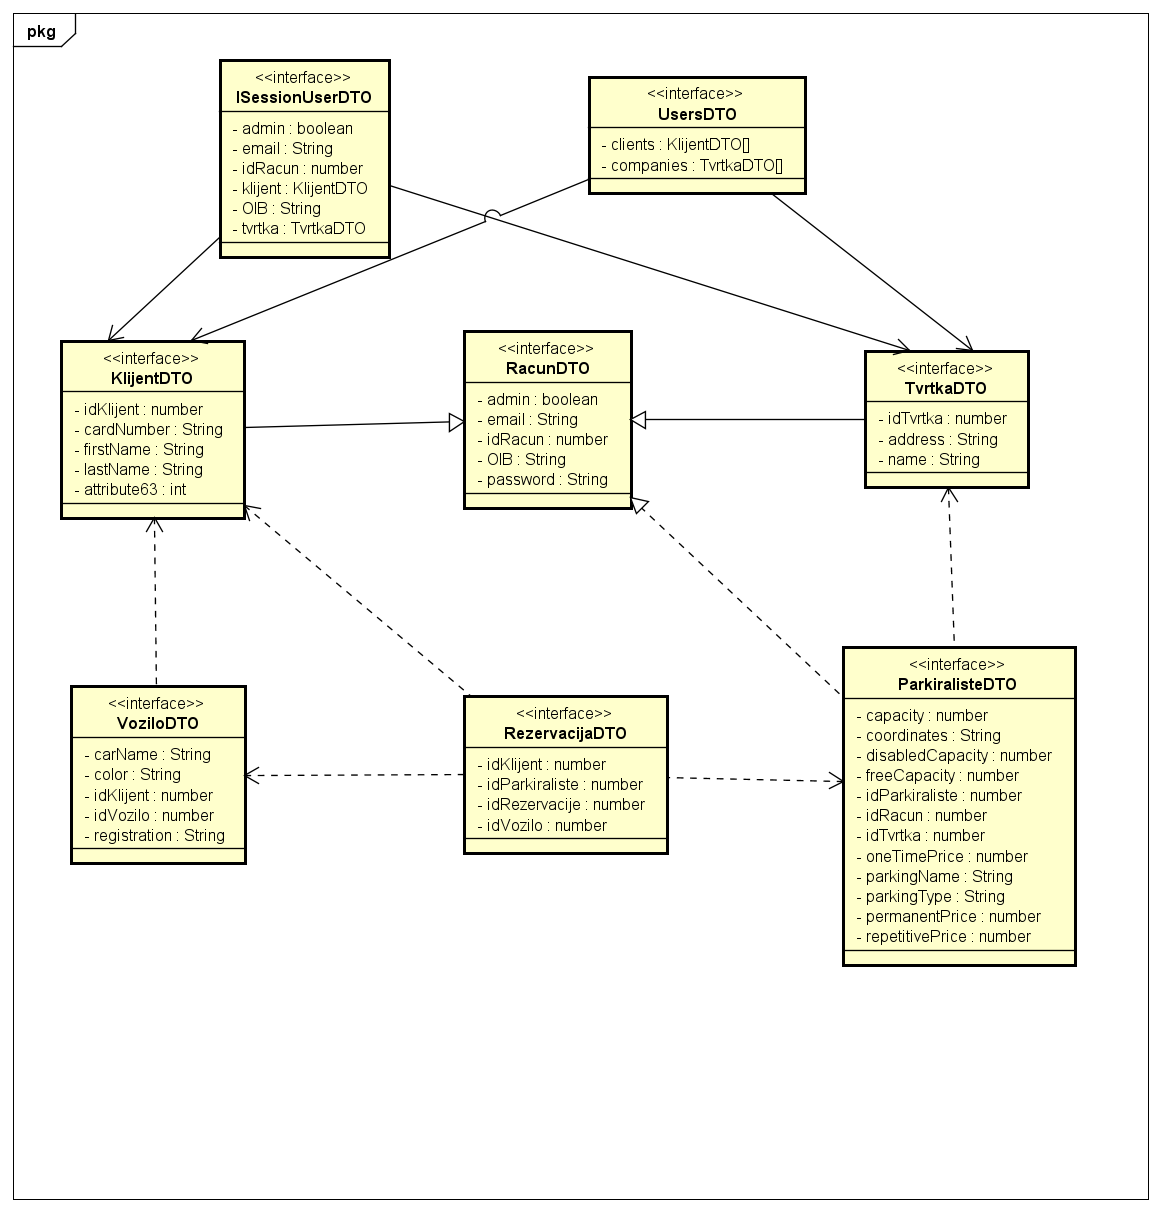 pkg
<<interface>>
ISessionUserDTO
- admin : boolean
- email : String
- idRacun : number
- klijent : KlijentDTO
- OIB : String
- tvrtka : TvrtkaDTO
<<interface>>
UsersDTO
- clients : KlijentDTO[]
- companies : TvrtkaDTO[]
<<interface>>
KlijentDTO
- idKlijent : number
- cardNumber : String
- firstName : String
- lastName : String
- attribute63 : int
<<interface>>
RacunDTO
- admin : boolean
- email : String
- idRacun : number
- OIB : String
- password : String
<<interface>>
TvrtkaDTO
- idTvrtka : number
- address : String
- name : String
<<interface>>
VoziloDTO
- carName : String
- color : String
- idKlijent : number
- idVozilo : number
- registration : String
<<interface>>
RezervacijaDTO
- idKlijent : number
- idParkiraliste : number
- idRezervacije : number
- idVozilo : number
<<interface>>
ParkiralisteDTO
- capacity : number
- coordinates : String
- disabledCapacity : number
- freeCapacity : number
- idParkiraliste : number
- idRacun : number
- idTvrtka : number
- oneTimePrice : number
- parkingName : String
- parkingType : String
- permanentPrice : number
- repetitivePrice : number